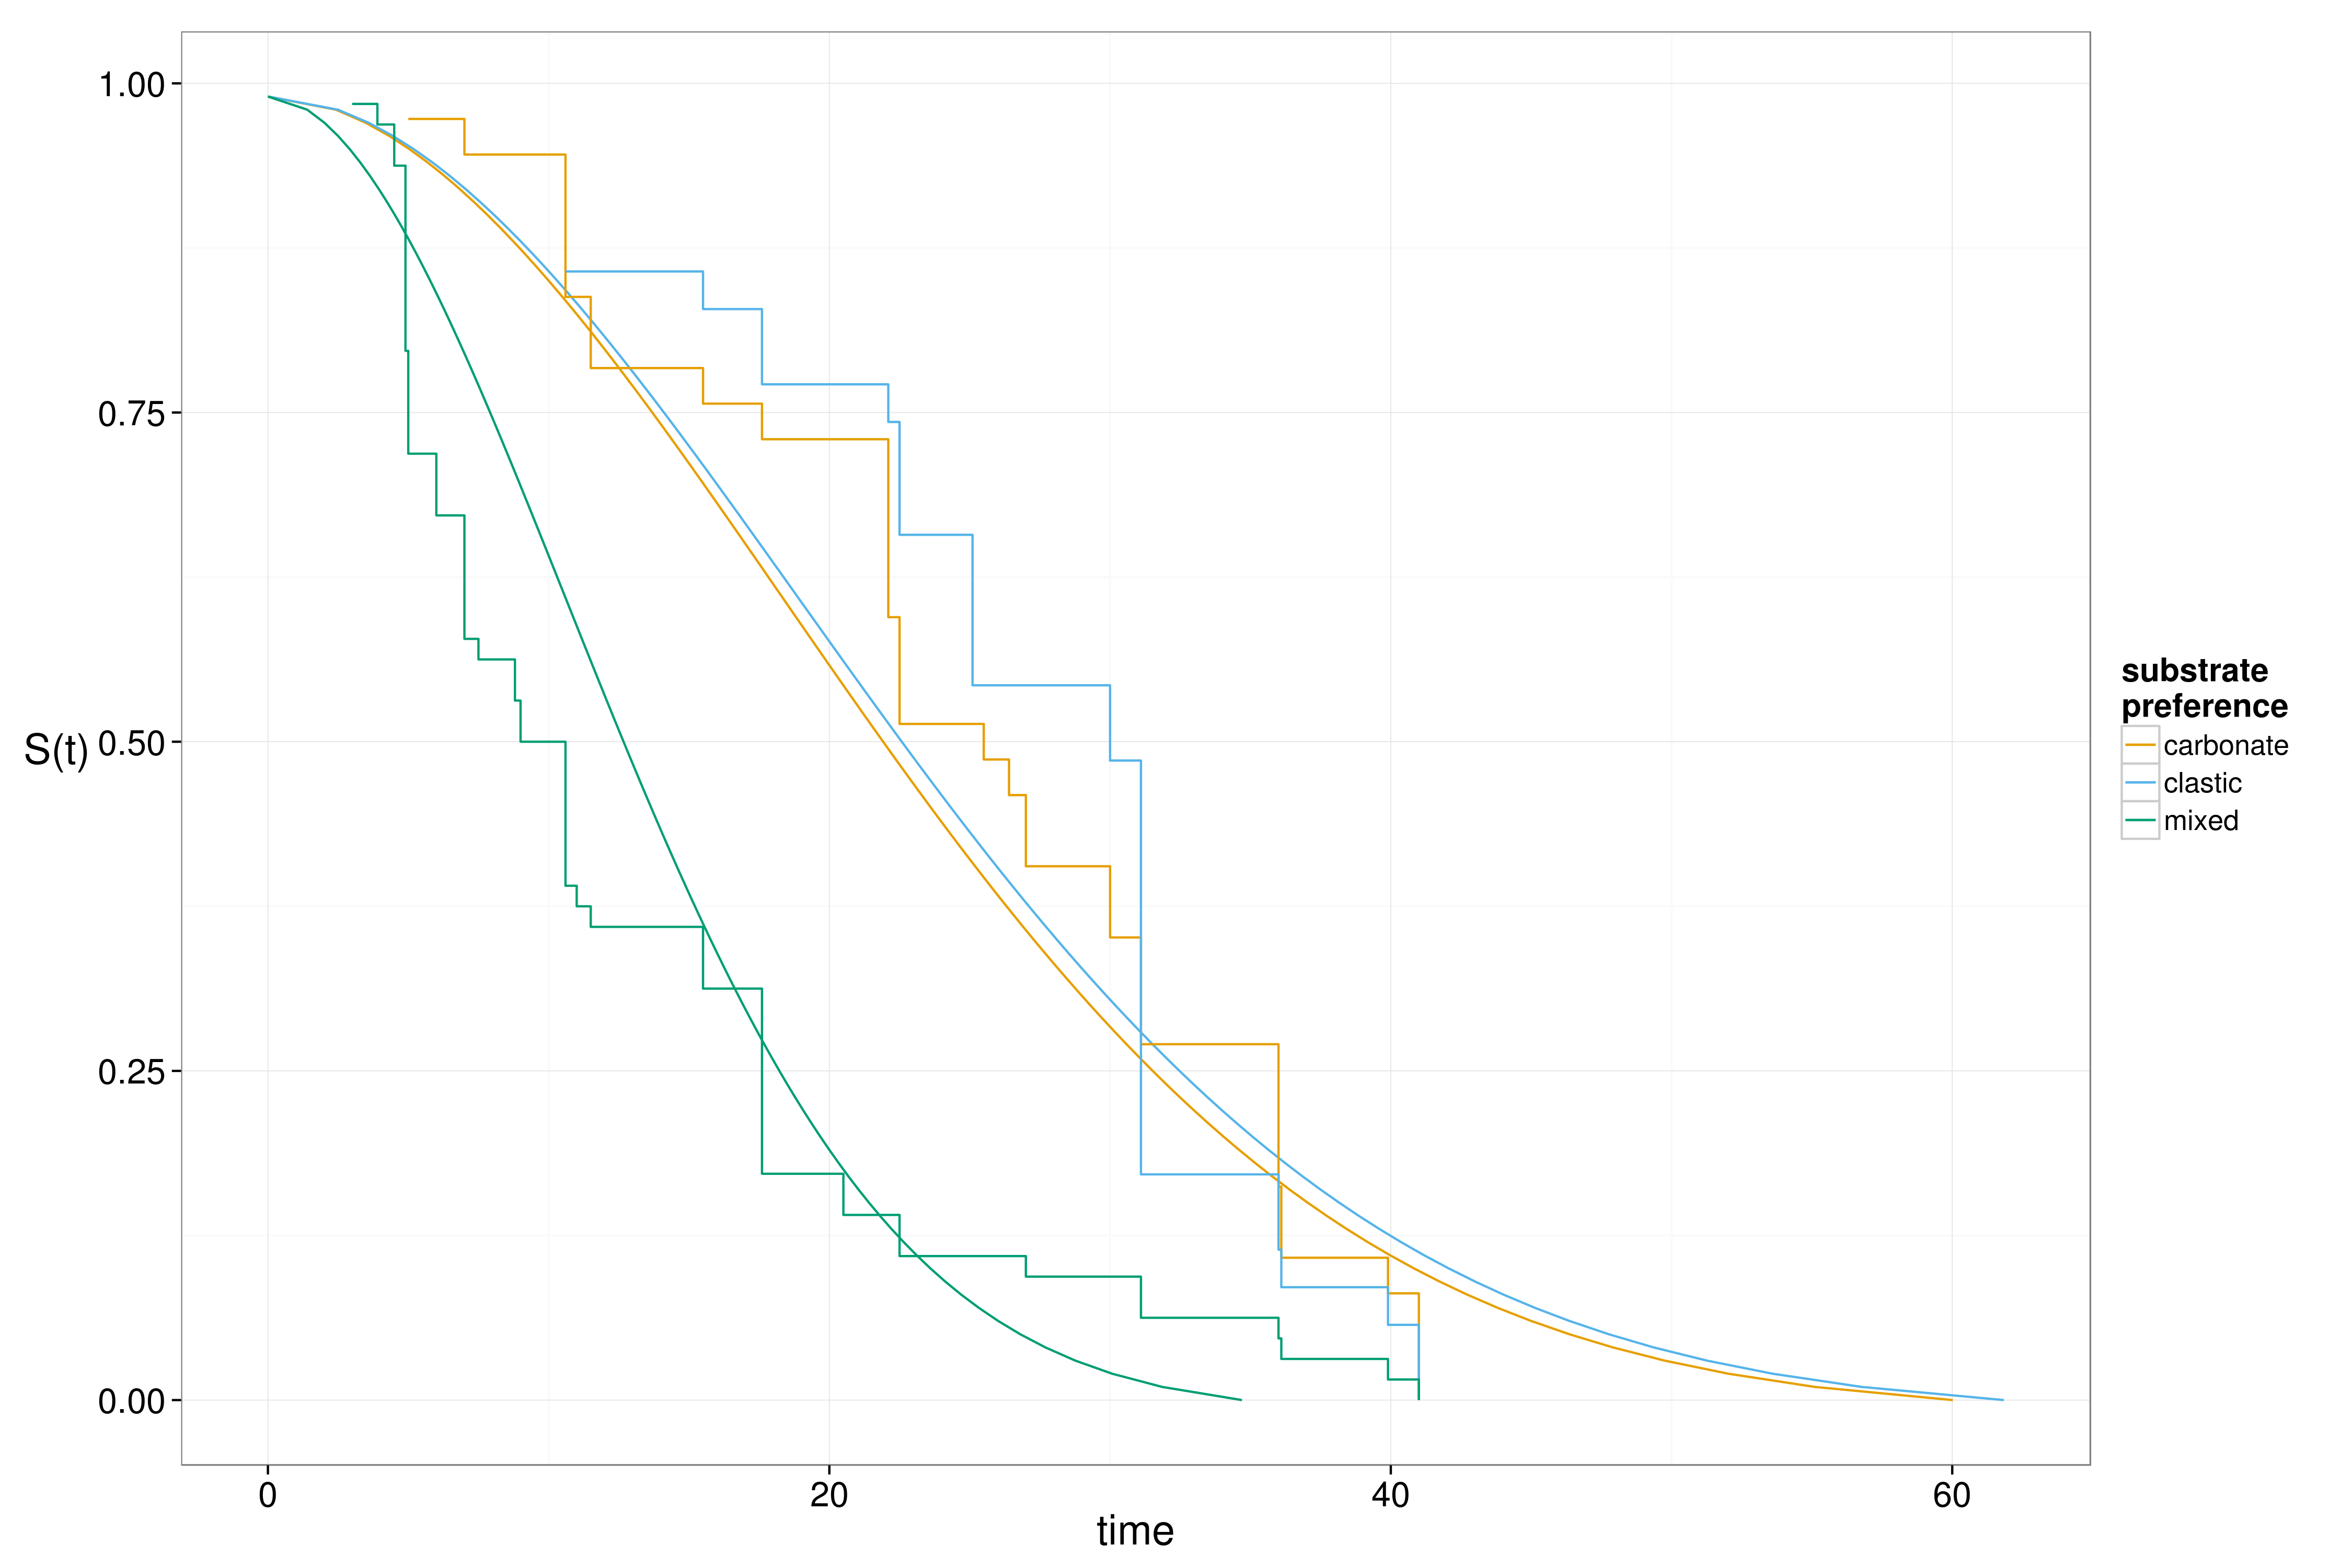 1.00
0.75
S(t) 0.50
0.25
0.00
0 20 40 60
time
substrate
preference
carbonate
clastic
mixed